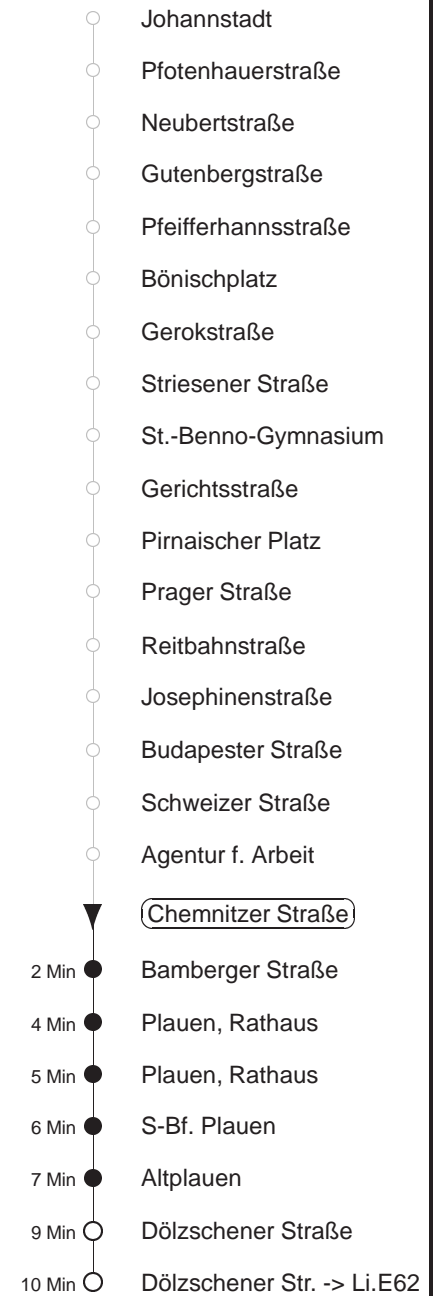 Johannstadt
Pfotenhauerstraße
Neubertstraße
Gutenbergstraße
Pfeifferhannsstraße
Bönischplatz
Gerokstraße
Striesener Straße
St.-Benno-Gymnasium
Gerichtsstraße
Pirnaischer Platz
Prager Straße
Reitbahnstraße
Josephinenstraße
Budapester Straße
Schweizer Straße
Agentur f. Arbeit
Chemnitzer Straße
2 Min Bamberger Straße
4 Min Plauen, Rathaus
5 Min Plauen, Rathaus
6 Min S-Bf. Plauen
7 Min Altplauen
9 Min Dölzschener Straße
10 Min Dölzschener Str. -> Li.E62